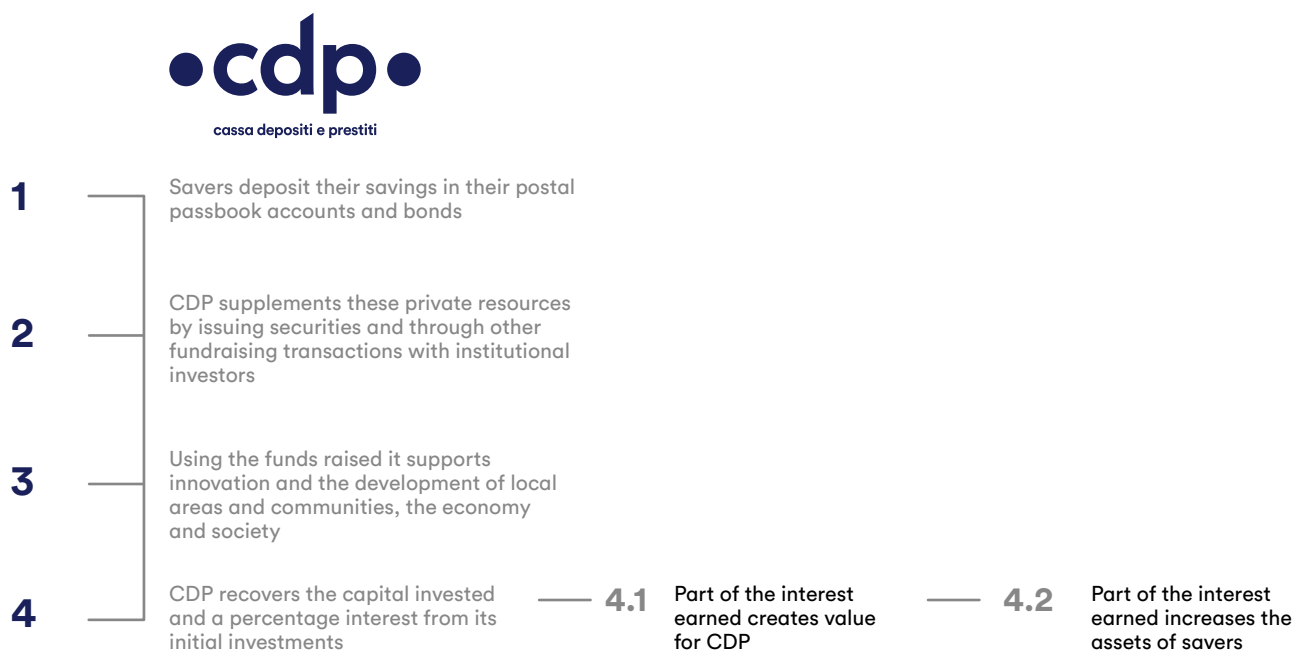 cdp
cassa depositi e prestiti
1
Savers deposit their savings in their postal
passbook accounts and bonds
2
CDP supplements these private resources
by issuing securities and through other
fundraising transactions with institutional
investors
3
Using the funds raised it supports
innovation and the development of local
areas and communities, the economy
and society
4
CDP recovers the capital invested
and a percentage interest from its
initial investments
4.1
Part of the interest
earned creates value
for CDP
4.2
Part of the interest
earned increases the
assets of savers